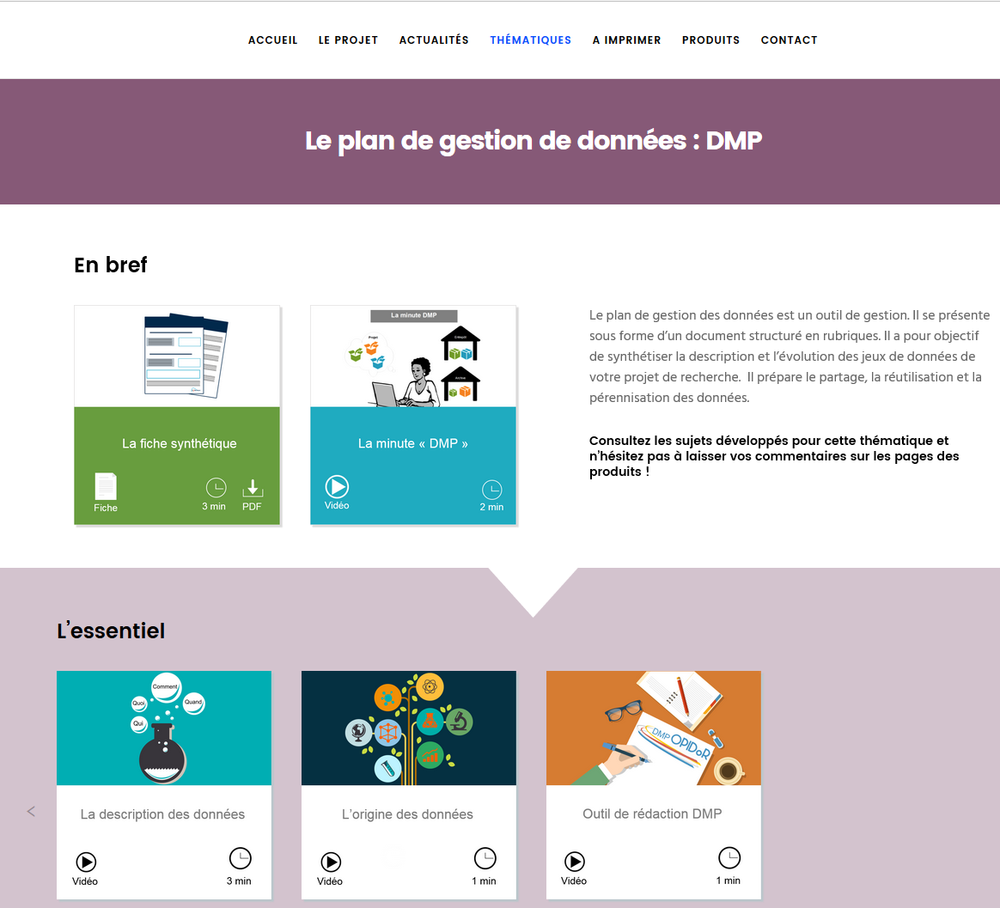 ACCUEIL LE PROJET ACTUALITÉS THÉMATIQUES A IMPRIMER PRODUITS CONTACT
Le plan de gestion de données : DMP
En bref
La fiche synthétique
Fiche
3 min
PDF
La minute DMP
Projet
Entrepôt
Archive
La minute « DMP »
Vidéo
2 min
Le plan de gestion des données est un outil de gestion. Il se présente
sous forme d’un document structuré en rubriques. Il a pour objectif
de synthétiser la description et l’évolution des jeux de données de
votre projet de recherche. Il prépare le partage, la réutilisation et la
pérennisation des données.
Consultez les sujets développés pour cette thématique et
n’hésitez pas à laisser vos commentaires sur les pages des
produits !
L’essentiel
Comment
Quoi
Quand
Qui
La description des données
Vidéo
3 min
L’origine des données
Vidéo
1 min
DMP OPIDoR
Outil de rédaction DMP
Vidéo
1 min